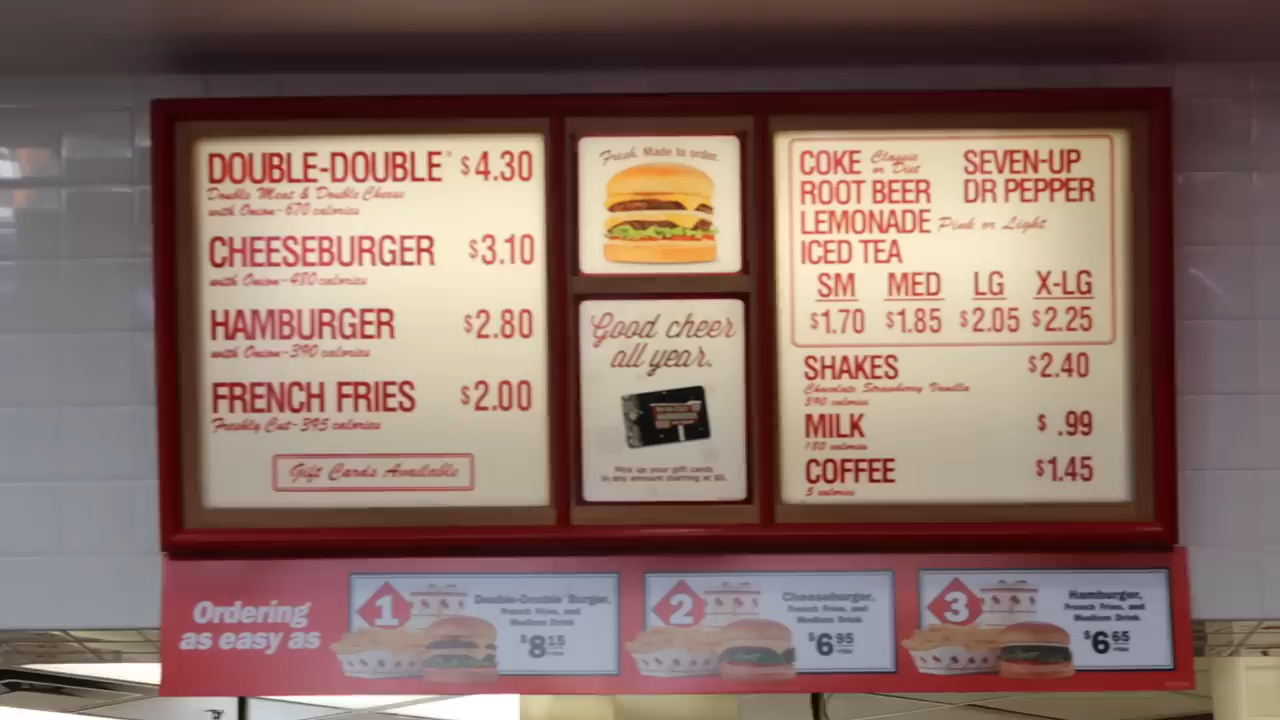 DOUBLE-DOUBLE® $4.30
Double Meat & Double Cheese
with Onion-670 calories
CHEESEBURGER $3.10
with Onion-480 calories
HAMBURGER $2.80
with Onion-390 calories
FRENCH FRIES $2.00
Freshly Cut-395 calories
Gift Cards Available
Fresh. Made to order.
Good cheer
all year.
Pick up your gift cards
in any amount starting at $5.
COKE Classic or Diet SEVEN-UP
ROOT BEER DR PEPPER
LEMONADE Pink or Light
ICED TEA
SM MED LG X-LG
$1.70 $1.85 $2.05 $2.25
SHAKES $2.40
Chocolate Strawberry Vanilla
590 calories
MILK $ .99
180 calories
COFFEE $1.45
5 calories
Ordering
as easy as
1
Double-Double Burger,
French Fries, and
Medium Drink
$8.15
2
Cheeseburger,
French Fries, and
Medium Drink
$6.95
3
Hamburger,
French Fries, and
Medium Drink
$6.65